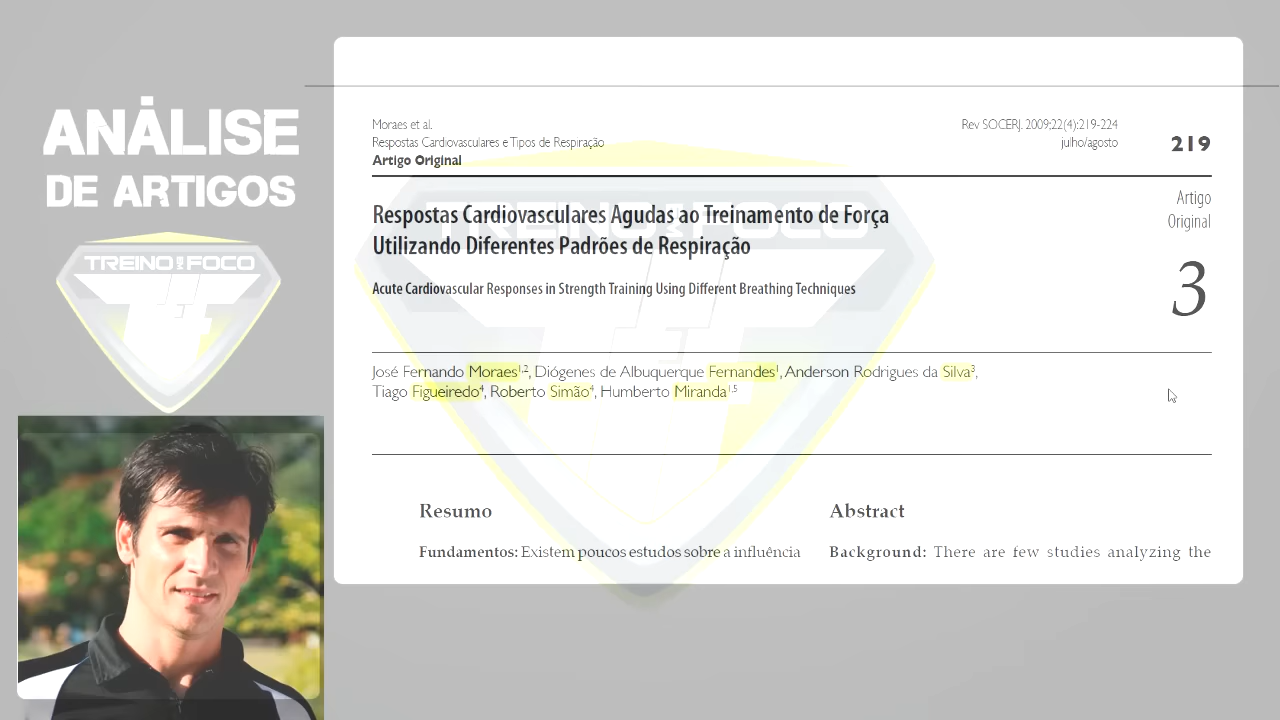 ANÁLISE
DE ARTIGOS
TREINO EM FOCO
Moraes et al.
Respostas Cardiovasculares e Tipos de Respiração
Artigo Original
Rev SOCERJ. 2009;22(4):219-224
julho/agosto
219
Artigo
Original
3
Respostas Cardiovasculares Agudas ao Treinamento de Força
Utilizando Diferentes Padrões de Respiração
Acute Cardiovascular Responses in Strength Training Using Different Breathing Techniques
José Fernando Moraes1,2, Diógenes de Albuquerque Fernandes1, Anderson Rodrigues da Silva3,
Tiago Figueiredo4, Roberto Simão4, Humberto Miranda1,5
Resumo
Fundamentos: Existem poucos estudos sobre a influência
Abstract
Background: There are few studies analyzing the
TREINO EM FOCO